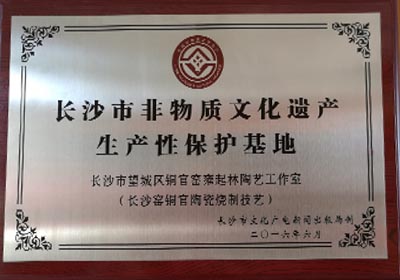 长沙市非物质文化遗产
生产性保护基地
长沙市望城区铜官窑雍起林陶艺工作室
（长沙窑铜官陶瓷烧制技艺）
长沙市文化广电新闻出版局制
二〇一六年六月